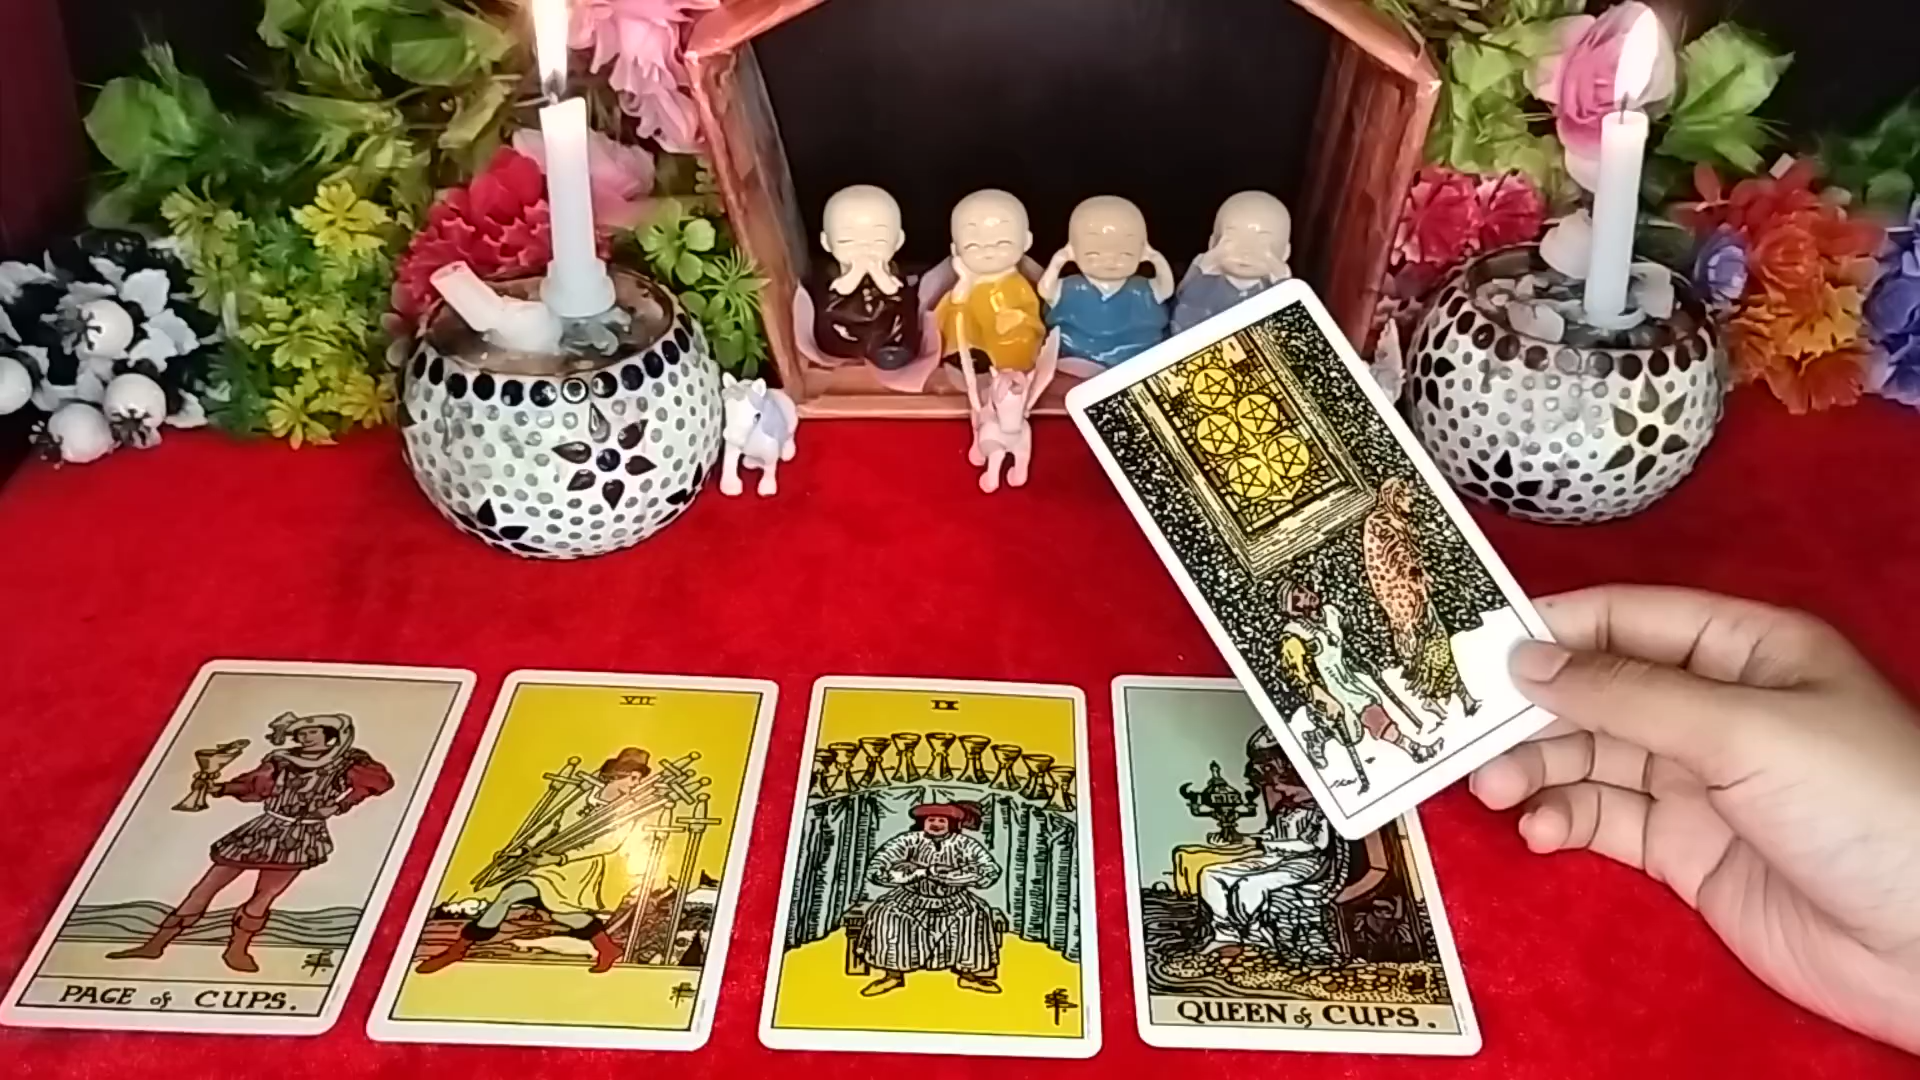 VII
IX
PAGE of CUPS.
QUEEN of CUPS.